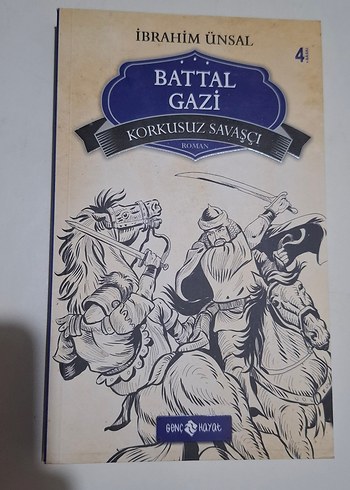 İBRAHİM ÜNSAL
4.
BATTAL
GAZİ
KORKUSUZ SAVAŞÇI
ROMAN
GENÇ HAYAT